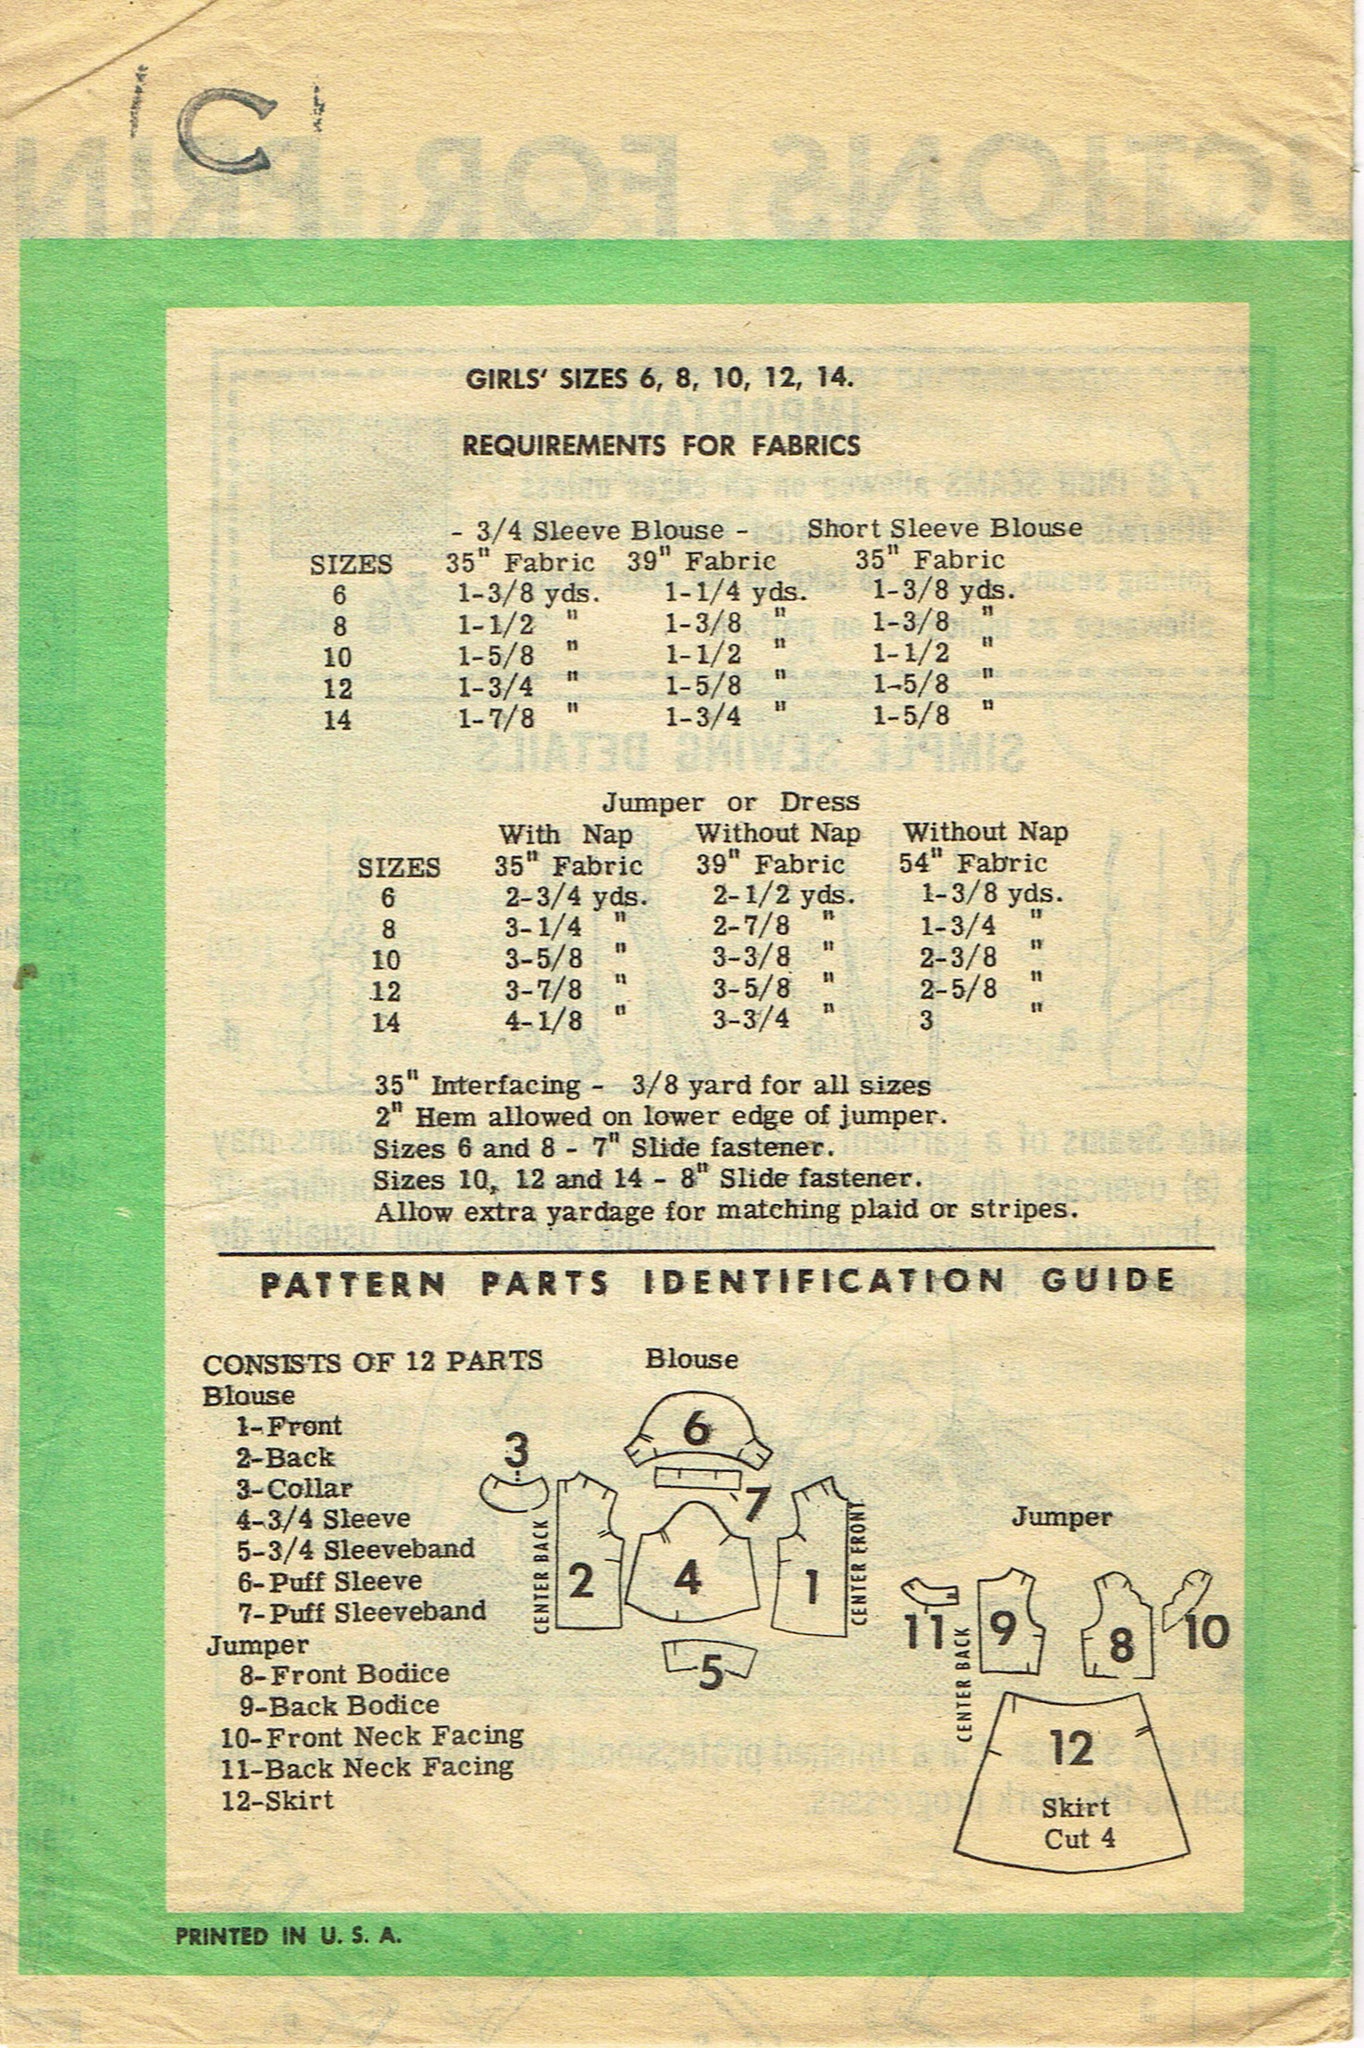 C
GIRLS' SIZES 6, 8, 10, 12, 14.
REQUIREMENTS FOR FABRICS
- 3/4 Sleeve Blouse - Short Sleeve Blouse
SIZES 35" Fabric 39" Fabric 35" Fabric
6 1-3/8 yds. 1-1/4 yds. 1-3/8 yds.
8 1-1/2 " 1-3/8 " 1-3/8 "
10 1-5/8 " 1-1/2 " 1-1/2 "
12 1-3/4 " 1-5/8 " 1-5/8 "
14 1-7/8 " 1-3/4 " 1-5/8 "
Jumper or Dress
With Nap Without Nap Without Nap
SIZES 35" Fabric 39" Fabric 54" Fabric
6 2-3/4 yds. 2-1/2 yds. 1-3/8 yds.
8 3-1/4 " 2-7/8 " 1-3/4 "
10 3-5/8 " 3-3/8 " 2-3/8 "
12 3-7/8 " 3-5/8 " 2-5/8 "
14 4-1/8 " 3-3/4 " 3 "
35" Interfacing - 3/8 yard for all sizes
2" Hem allowed on lower edge of jumper.
Sizes 6 and 8 - 7" Slide fastener.
Sizes 10, 12 and 14 - 8" Slide fastener.
Allow extra yardage for matching plaid or stripes.
PATTERN PARTS IDENTIFICATION GUIDE
CONSISTS OF 12 PARTS
Blouse
1-Front
2-Back
3-Collar
4-3/4 Sleeve
5-3/4 Sleeveband
6-Puff Sleeve
7-Puff Sleeveband
Jumper
8-Front Bodice
9-Back Bodice
10-Front Neck Facing
11-Back Neck Facing
12-Skirt
Blouse
6
3
7
CENTER BACK
2
4
1
CENTER FRONT
5
Jumper
11
CENTER BACK
9
8
10
12
Skirt
Cut 4
PRINTED IN U. S. A.